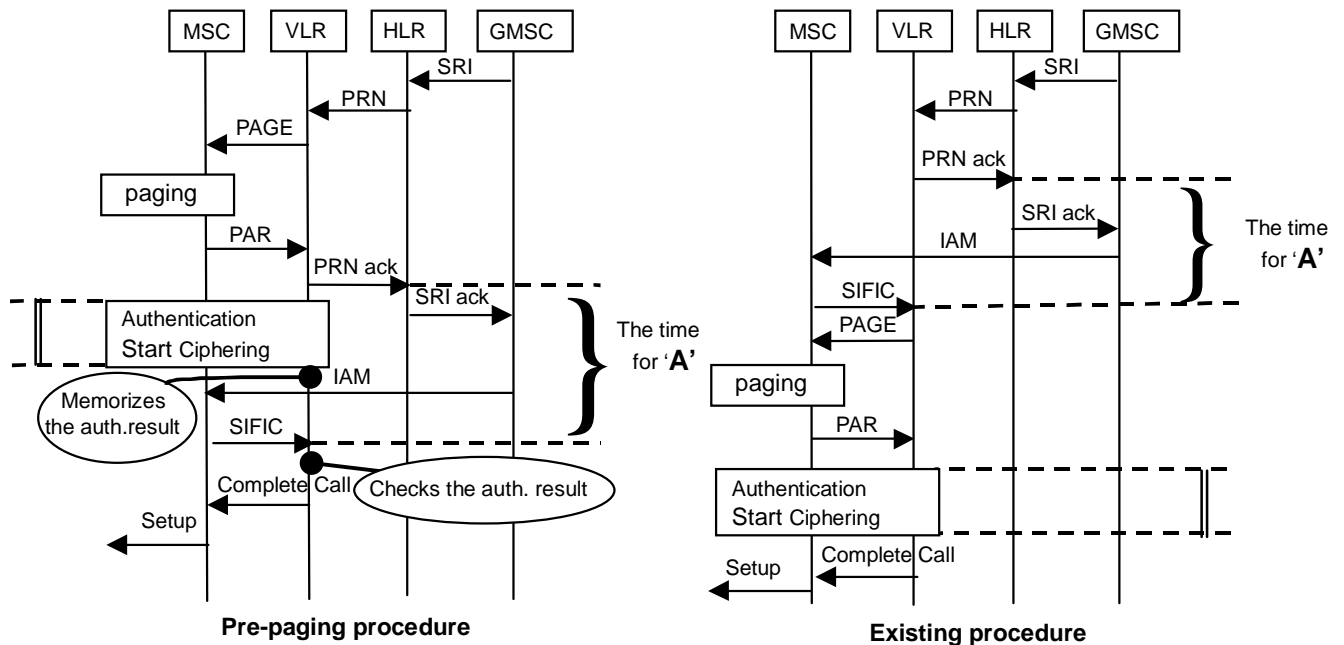 MSC
VLR
HLR
GMSC
SRI
PRN
PAGE
paging
PAR
PRN ack
SRI ack
Authentication
Start Ciphering
The time
for ‘A’
IAM
Memorizes
the auth.result
SIFIC
Checks the auth. result
Complete Call
Setup
Pre-paging procedure
MSC
VLR
HLR
GMSC
SRI
PRN
PRN ack
SRI ack
The time
for ‘A’
IAM
SIFIC
PAGE
paging
PAR
Authentication
Start Ciphering
Complete Call
Setup
Existing procedure